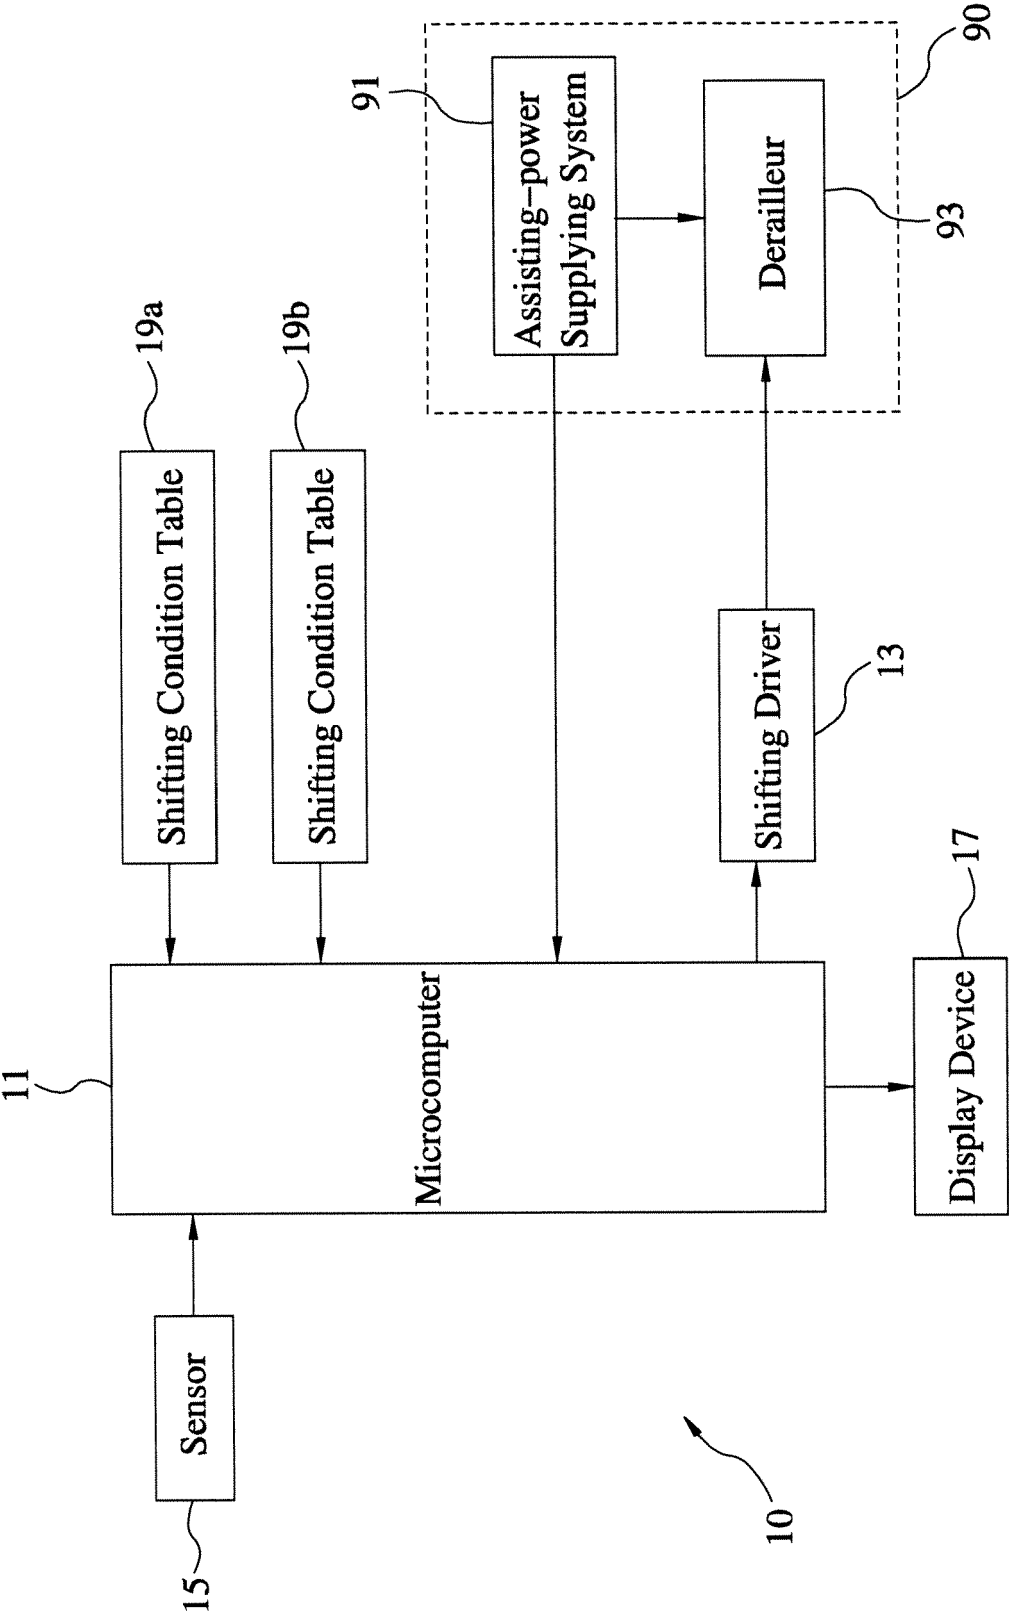 15
Sensor
10
11
Microcomputer
Display Device
17
19a
Shifting Condition Table
19b
Shifting Condition Table
Shifting Driver
13
91
Assisting-power
Supplying System
Derailleur
93
90